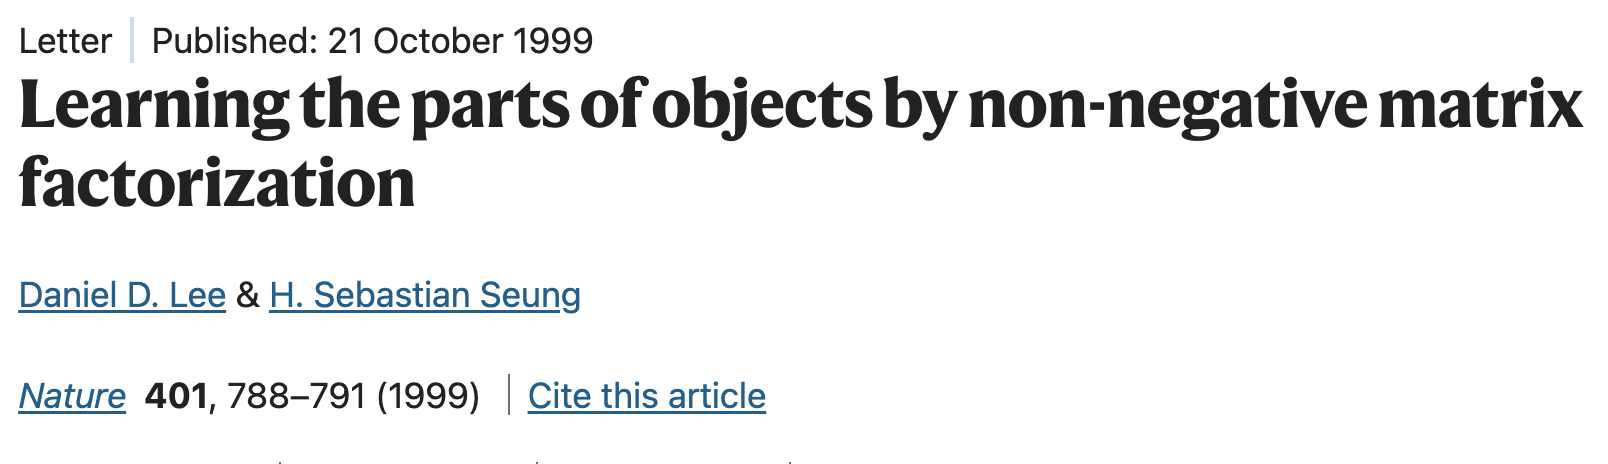 Letter Published: 21 October 1999
Learning the parts of objects by non-negative matrix
factorization
Daniel D. Lee & H. Sebastian Seung
Nature 401, 788–791 (1999) Cite this article